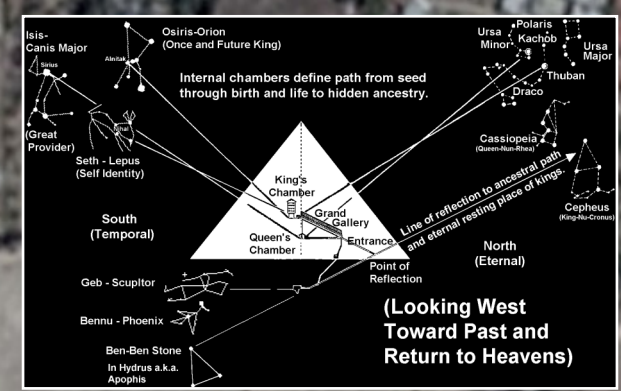 Isis-
Canis Major
Sirius
(Great
Provider)
Osiris-Orion
(Once and Future King)
Alnitak
Nihal
Seth - Lepus
(Self Identity)
Internal chambers define path from seed
through birth and life to hidden ancestry.
Polaris
Ursa
Minor
Kachob
Ursa
Major
Thuban
Draco
Cassiopeia
(Queen-Nun-Rhea)
Cepheus
(King-Nu-Cronus)
King's
Chamber
Grand
Gallery
Queen's
Chamber
Entrance
Line of reflection to ancestral path
and eternal resting place of kings.
South
(Temporal)
North
(Eternal)
Point of
Reflection
Geb - Scupltor
Bennu - Phoenix
Ben-Ben Stone
In Hydrus a.k.a.
Apophis
(Looking West
Toward Past and
Return to Heavens)